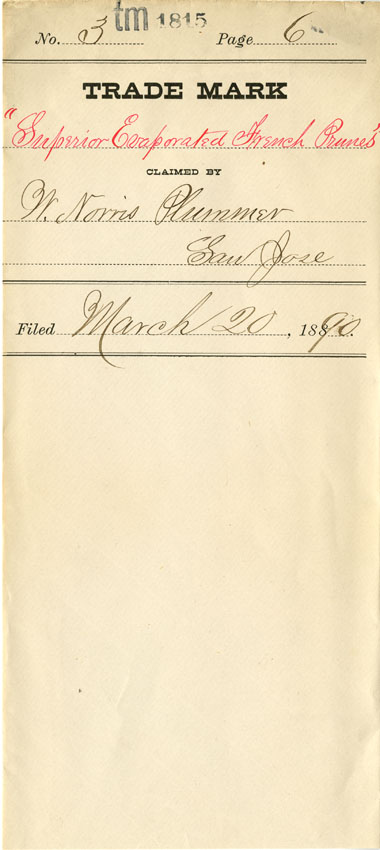 tm 1815
No. 3 Page 6
TRADE MARK
"Superior Evaporated French Prunes"
CLAIMED BY
W. Norris Plummer
San Jose
Filed March 20, 1890.